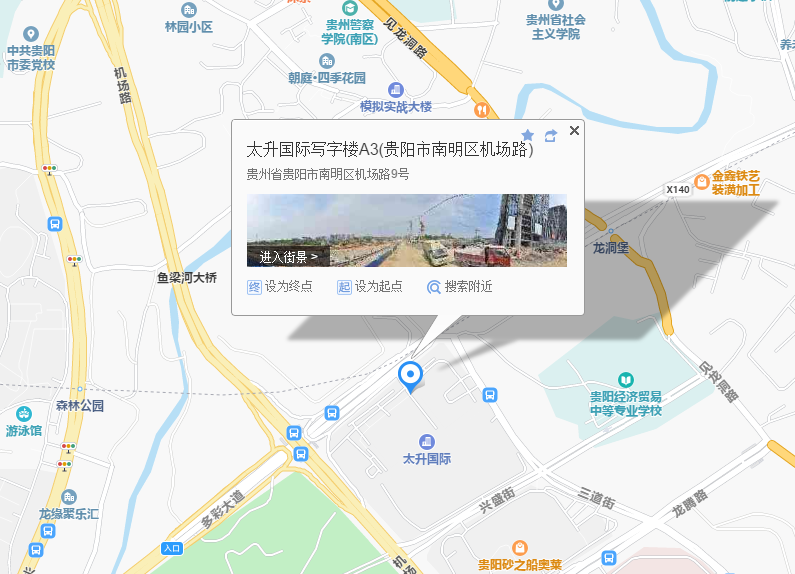 林园小区
贵州警察
学院(南区)
见龙洞路
贵州省社会
主义学院
中共贵阳
市委党校
机场路
朝庭·四季花园
模拟实战大楼
太升国际写字楼A3(贵阳市南明区机场路)
贵州省贵阳市南明区机场路9号
进入街景 >
终 设为终点
起 设为起点
搜索附近
X140
金鑫铁艺
装潢加工
龙洞堡
鱼梁河大桥
森林公园
游泳馆
贵阳经济贸易
中等专业学校
见龙洞路
太升国际
龙缘聚乐汇
多彩大道
兴盛街
三道街
龙腾路
入口
贵阳砂之船奥莱
机